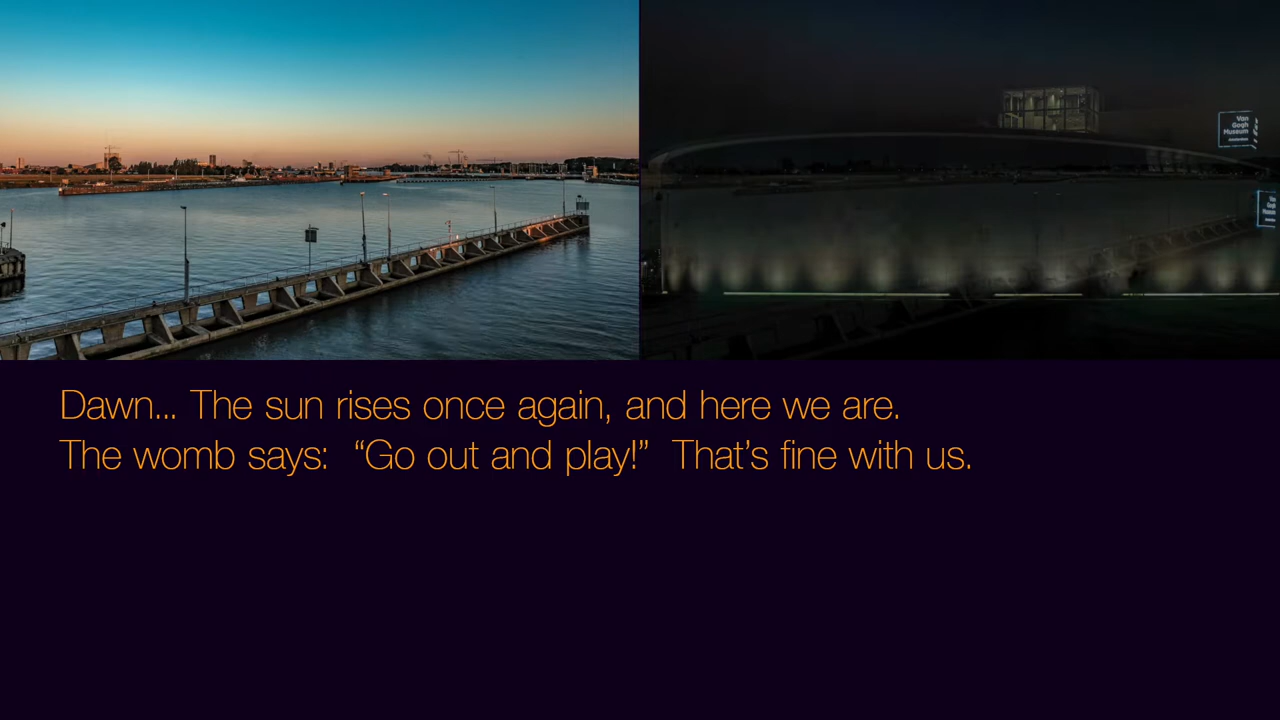 Van
Gogh
Museum
Dawn... The sun rises once again, and here we are.
The womb says:  “Go out and play!”  That’s fine with us.